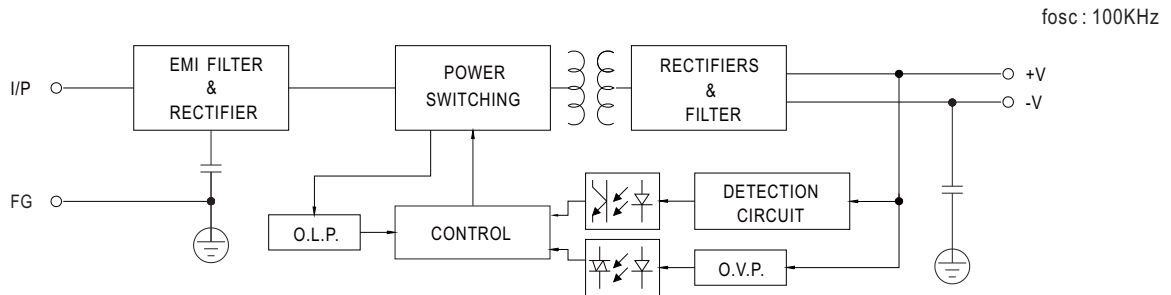 fosc : 100KHz
I/P
EMI FILTER
&
RECTIFIER
POWER
SWITCHING
RECTIFIERS
&
FILTER
+V
-V
FG
O.L.P.
CONTROL
DETECTION
CIRCUIT
O.V.P.